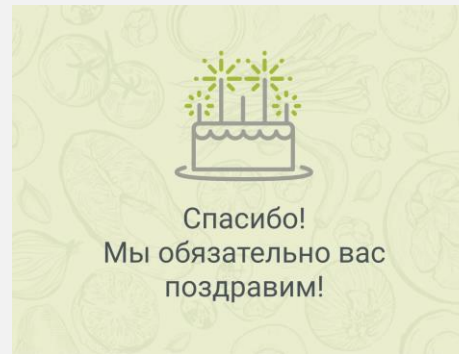 Спасибо!
Мы обязательно вас
поздравим!